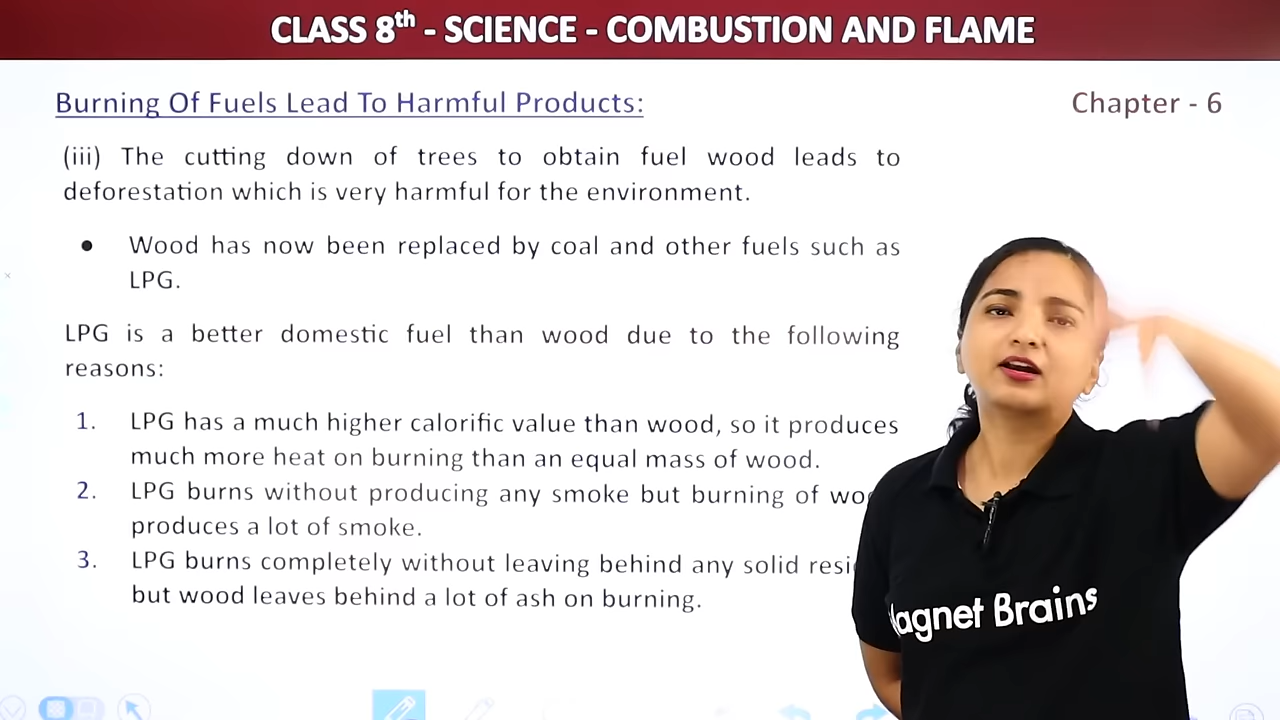 CLASS 8th - SCIENCE - COMBUSTION AND FLAME
Burning Of Fuels Lead To Harmful Products:
Chapter - 6
(iii) The cutting down of trees to obtain fuel wood leads to
deforestation which is very harmful for the environment.
● Wood has now been replaced by coal and other fuels such as
LPG.
LPG is a better domestic fuel than wood due to the following
reasons:
1. LPG has a much higher calorific value than wood, so it produces
much more heat on burning than an equal mass of wood.
2. LPG burns without producing any smoke but burning of
produces a lot of smoke.
3. LPG burns completely without leaving behind any solid
but wood leaves behind a lot of ash on burning.
agnet Brains